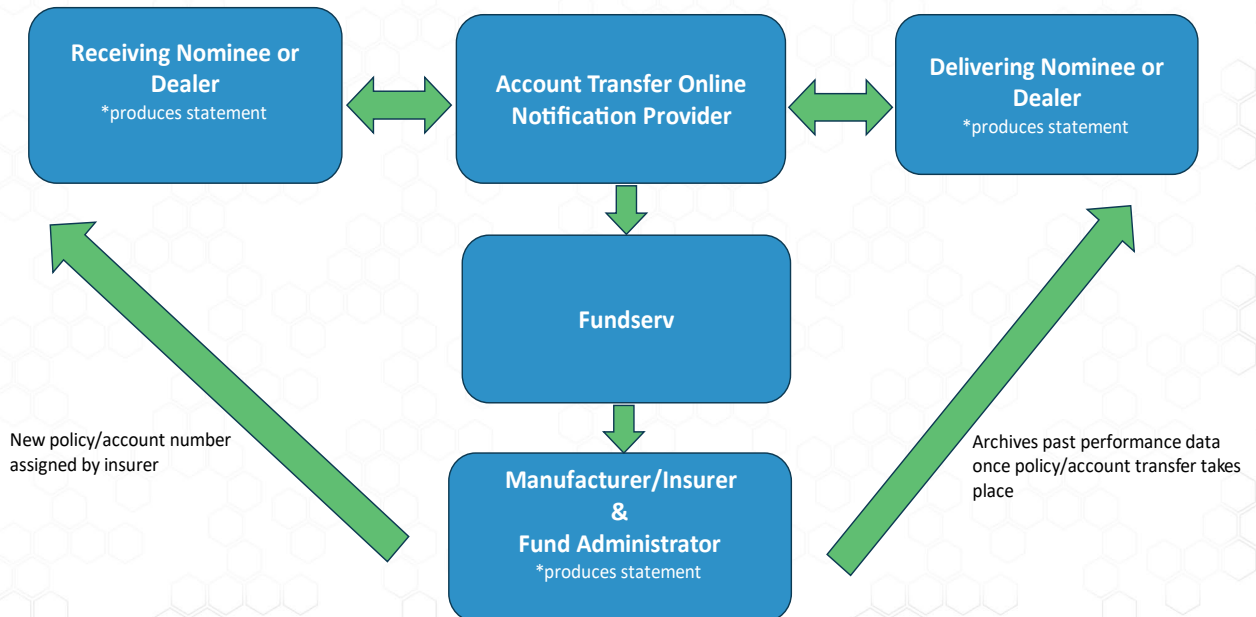 Receiving Nominee or
Dealer
*produces statement
Account Transfer Online
Notification Provider
Delivering Nominee or
Dealer
*produces statement
Fundserv
New policy/account number
assigned by insurer
Archives past performance data
once policy/account transfer takes
place
Manufacturer/Insurer
&
Fund Administrator
*produces statement